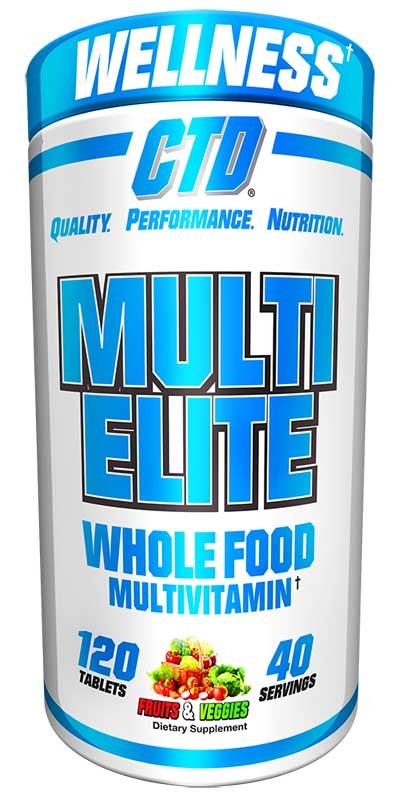 WELLNESS†
CTD®
QUALITY. PERFORMANCE. NUTRITION.
MULTI
ELITE
WHOLE FOOD
MULTIVITAMIN†
120
TABLETS
40
SERVINGS
FRUITS & VEGGIES
Dietary Supplement